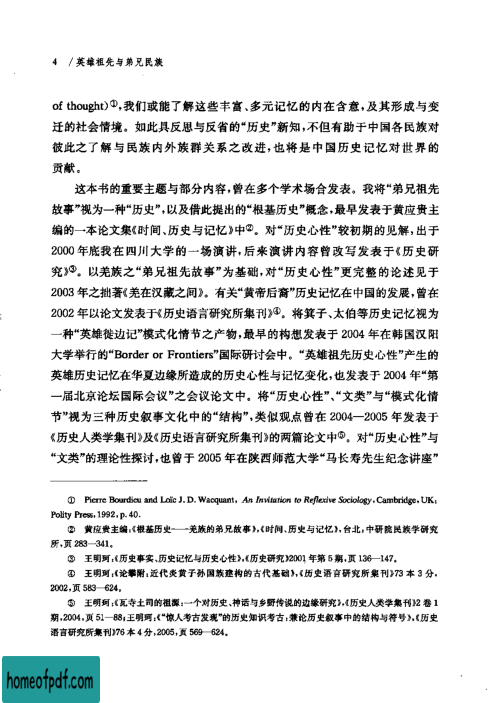 4 /英雄祖先与弟兄民族
of thought)①,我们或能了解这些丰富、多元记忆的内在含意,及其形成与变
迁的社会情境。如此具反思与反省的“历史”新知,不但有助于中国各民族对
彼此之了解与民族内外族群关系之改进,也将是中国历史记忆对世界的
贡献。
这本书的重要主题与部分内容,曾在多个学术场合发表。我将“弟兄祖先
故事”视为一种“历史”,以及借此提出的“根基历史”概念,最早发表于黄应贵主
编的一本论文集《时间、历史与记忆》中②。对“历史心性”较初期的见解,出于
2000年底我在四川大学的一场演讲,后来演讲内容曾改写发表于《历史研
究》③。以羌族之“弟兄祖先故事”为基础,对“历史心性”更完整的论述见于
2003年之拙著《羌在汉藏之间》。有关“黄帝后裔”历史记忆在中国的发展,曾在
2002年以论文发表于《历史语言研究所集刊》④。将箕子、太伯等历史记忆视为
一种“英雄徙边记”模式化情节之产物,最早的构想发表于2004年在韩国汉阳
大学举行的“Border or Frontiers”国际研讨会中。“英雄祖先历史心性”产生的
英雄历史记忆在华夏边缘所造成的历史心性与记忆变化,也发表于2004年“第
一届北京论坛国际会议”之会议论文中。将“历史心性”、“文类”与“模式化情
节”视为三种历史叙事文化中的“结构”,类似观点曾在2004—2005年发表于
《历史人类学集刊》及《历史语言研究所集刊》的两篇论文中⑤。对“历史心性”与
“文类”的理论性探讨,也曾于2005年在陕西师范大学“马长寿先生纪念讲座”
① Pierre Bourdieu and Loïc J. D. Wacquant, An Invitation to Reflexive Sociology, Cambridge, UK:
Polity Press, 1992, p. 40.
② 黄应贵主编:《根基历史——羌族的弟兄故事》,《时间、历史与记忆》,台北:中研院民族学研究
所,页283—341。
③ 王明珂:《历史事实、历史记忆与历史心性》,《历史研究》2001年第5期,页136—147。
④ 王明珂:《论攀附:近代炎黄子孙国族建构的古代基础》,《历史语言研究所集刊》73本3分,
2002,页583—624。
⑤ 王明珂:《瓦寺土司的祖源:一个对历史、神话与乡野传说的边缘研究》,《历史人类学集刊》2卷1
期,2004,页51—88;王明珂:《“惊人考古发现”的历史知识考古:兼论历史叙事中的结构与符号》,《历史
语言研究所集刊》76本4分,2005,页569—624。
homeofpdf.com